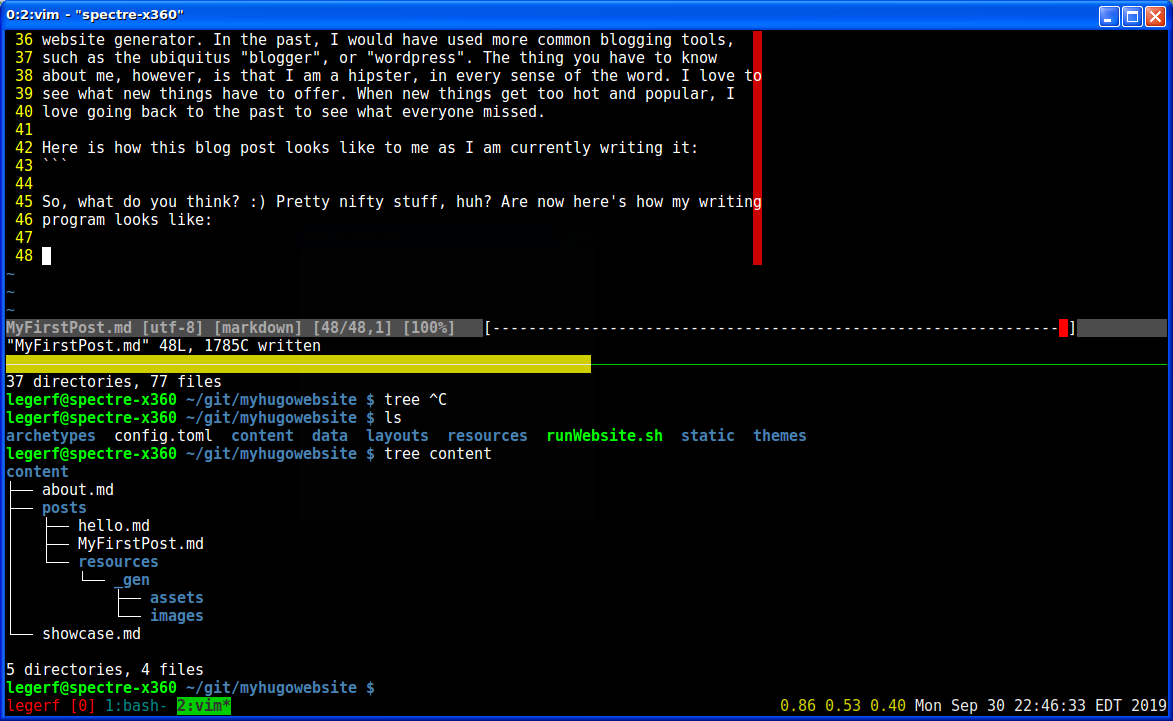 0:2:vim - "spectre-x360"
36 website generator. In the past, I would have used more common blogging tools,
37 such as the ubiquitus "blogger", or "wordpress". The thing you have to know
38 about me, however, is that I am a hipster, in every sense of the word. I love to
39 see what new things have to offer. When new things get too hot and popular, I
40 love going back to the past to see what everyone missed.
41
42 Here is how this blog post looks like to me as I am currently writing it:
43 ```
44
45 So, what do you think? :) Pretty nifty stuff, huh? Are now here's how my writing
46 program looks like:
47
48
~
~
~
MyFirstPost.md [utf-8] [markdown] [48/48,1] [100%] [--------------------------------------------------------------- ]
"MyFirstPost.md" 48L, 1785C written
37 directories, 77 files
legerf@spectre-x360 ~/git/myhugowebsite $ tree ^C
legerf@spectre-x360 ~/git/myhugowebsite $ ls
archetypes config.toml content data layouts resources runWebsite.sh static themes
legerf@spectre-x360 ~/git/myhugowebsite $ tree content
content
├── about.md
├── posts
│   ├── hello.md
│   ├── MyFirstPost.md
│   └── resources
│       └── _gen
│           ├── assets
│           └── images
└── showcase.md
5 directories, 4 files
legerf@spectre-x360 ~/git/myhugowebsite $
legerf [0] 1:bash- 2:vim* 0.86 0.53 0.40 Mon Sep 30 22:46:33 EDT 2019